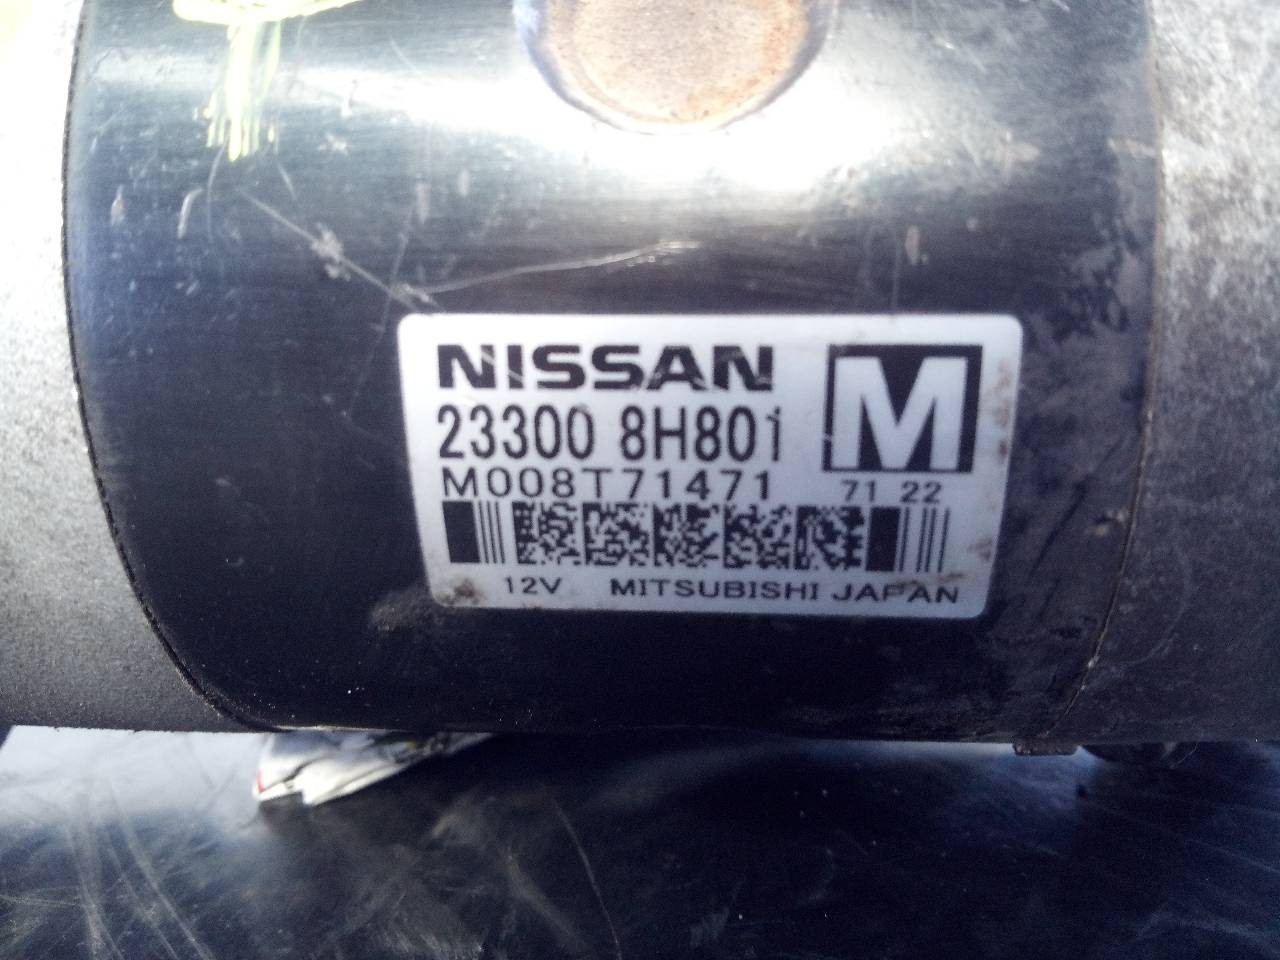 NISSAN
M
23300 8H801
M008T71471
71 22
12V MITSUBISHI JAPAN